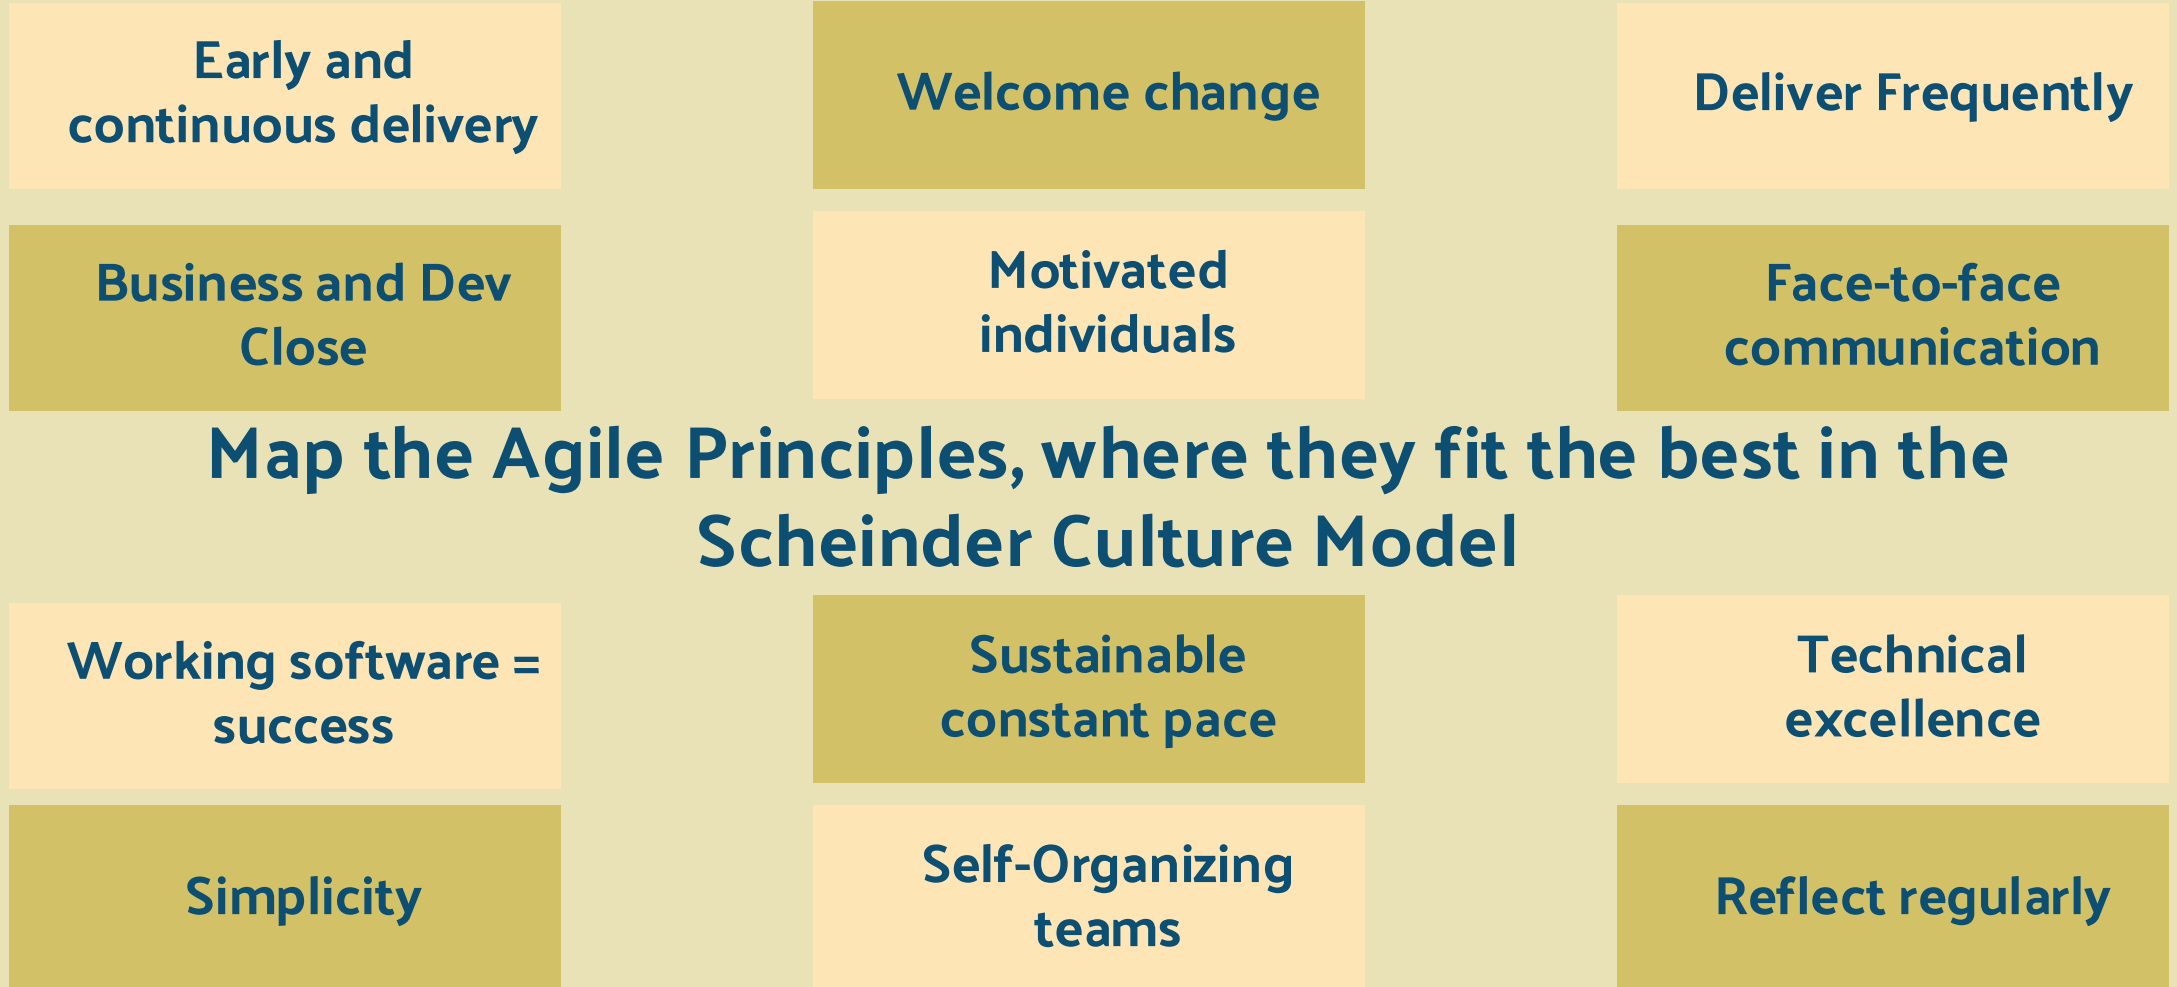 Early and
continuous delivery
Welcome change
Deliver Frequently
Business and Dev
Close
Motivated
individuals
Face-to-face
communication
Map the Agile Principles, where they fit the best in the
Scheinder Culture Model
Working software =
success
Sustainable
constant pace
Technical
excellence
Simplicity
Self-Organizing
teams
Reflect regularly